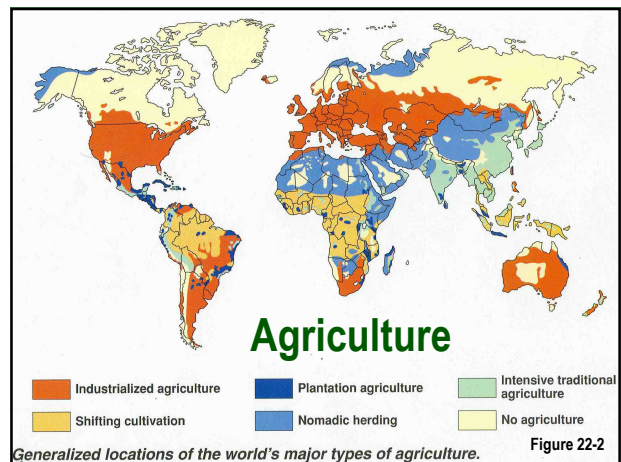 Agriculture
Industrialized agriculture
Plantation agriculture
Intensive traditional
agriculture
Shifting cultivation
Nomadic herding
No agriculture
Figure 22-2
Generalized locations of the world's major types of agriculture.